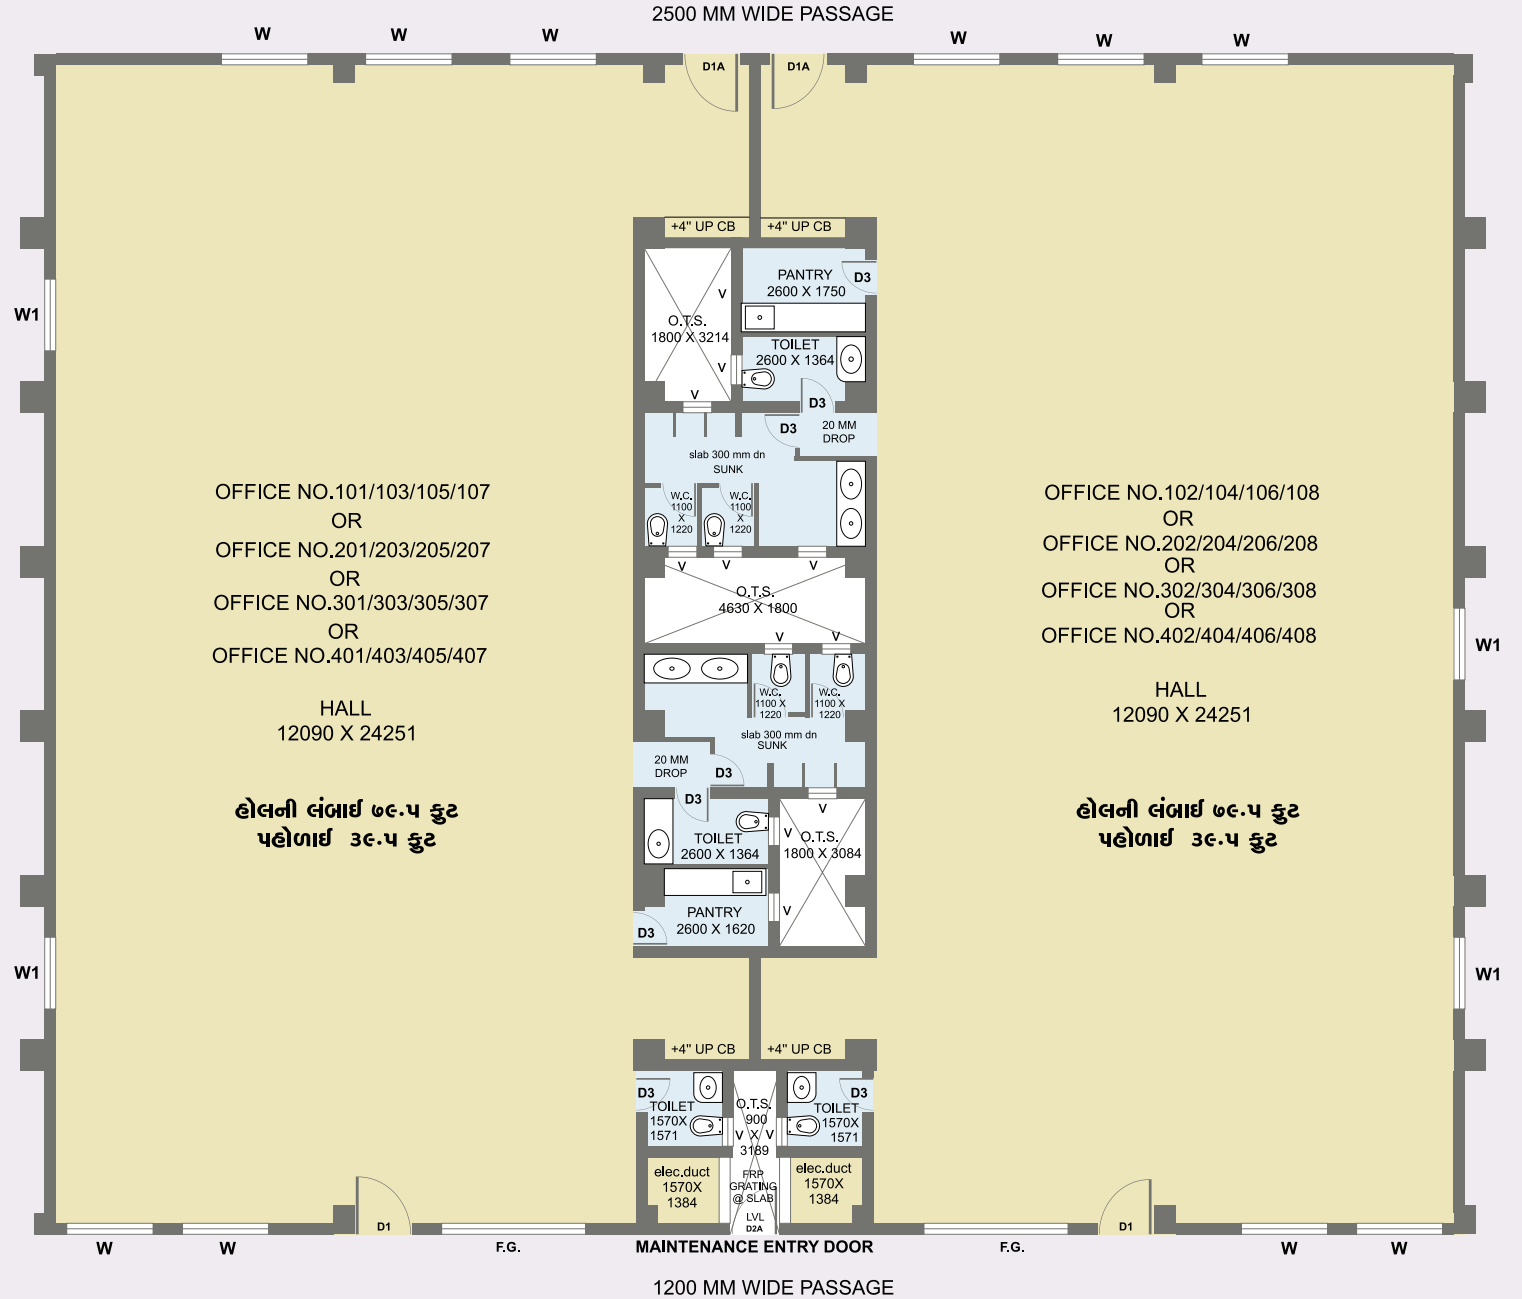 2500 MM WIDE PASSAGE
W
W
W
W
W
W
D1A
D1A
+4" UP CB
+4" UP CB
PANTRY
2600 X 1750
D3
W1
V
O.T.S.
1800 X 3214
V
V
TOILET
2600 X 1364
D3
D3
20 MM
DROP
slab 300 mm dn
SUNK
W.C.
1100
X
1220
W.C.
1100
X
1220
V
V
V
O.T.S.
4630 X 1800
V
V
OFFICE NO.101/103/105/107
OR
OFFICE NO.201/203/205/207
OR
OFFICE NO.301/303/305/307
OR
OFFICE NO.401/403/405/407
HALL
12090 X 24251
હોલની લંબાઈ ૭૯.૫ ફુટ
પહોળાઈ ૩૯.૫ ફુટ
OFFICE NO.102/104/106/108
OR
OFFICE NO.202/204/206/208
OR
OFFICE NO.302/304/306/308
OR
OFFICE NO.402/404/406/408
HALL
12090 X 24251
હોલની લંબાઈ ૭૯.૫ ફુટ
પહોળાઈ ૩૯.૫ ફુટ
W1
W.C.
1100 X
1220
W.C.
1100 X
1220
slab 300 mm dn
SUNK
20 MM
DROP
D3
D3
V
TOILET
2600 X 1364
V
O.T.S.
1800 X 3084
PANTRY
2600 X 1620
V
D3
W1
W1
+4" UP CB
+4" UP CB
D3
TOILET
1570X
1571
O.T.S.
900
X
3189
V
V
D3
TOILET
1570X
1571
elec.duct
1570X
1384
FRP
GRATING
@ SLAB
LVL
D2A
elec.duct
1570X
1384
D1
D1
W
W
F.G.
MAINTENANCE ENTRY DOOR
F.G.
W
W
1200 MM WIDE PASSAGE